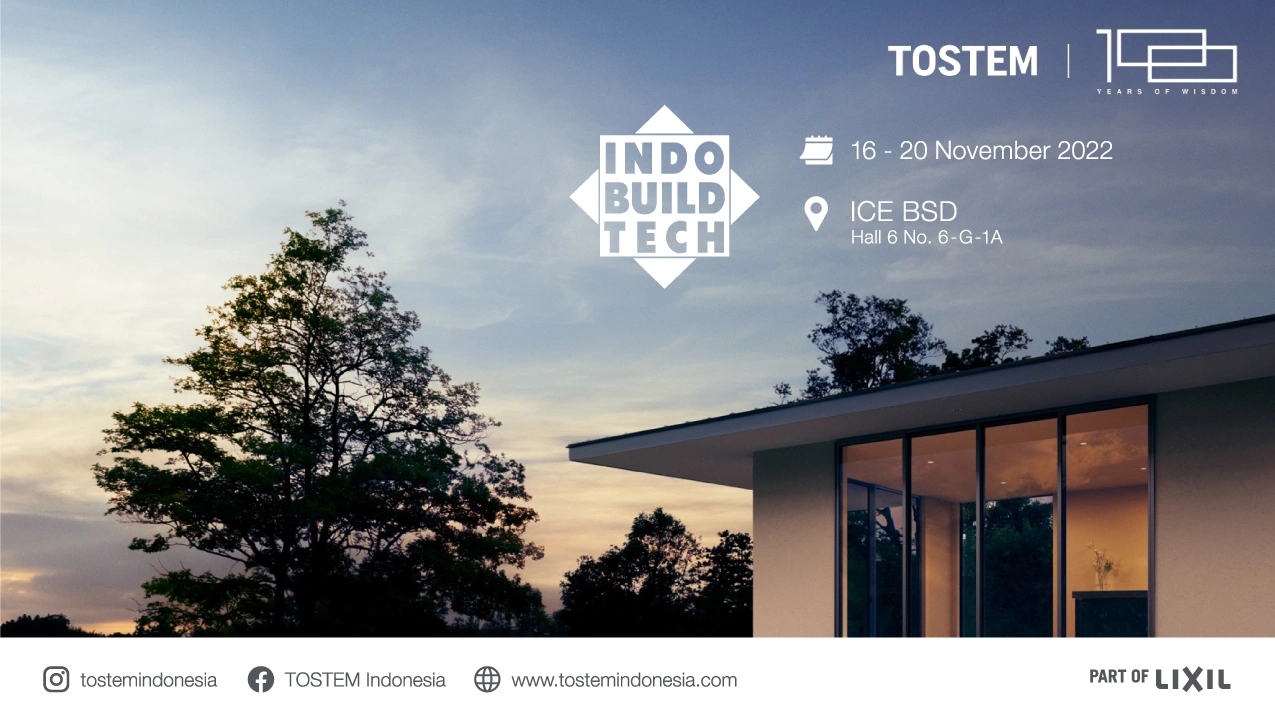 TOSTEM
100
YEARS OF WISDOM
INDO
BUILD
TECH
16 - 20 November 2022
ICE BSD
Hall 6 No. 6-G-1A
tostemindonesia
TOSTEM Indonesia
www.tostemindonesia.com
PART OF LIXIL